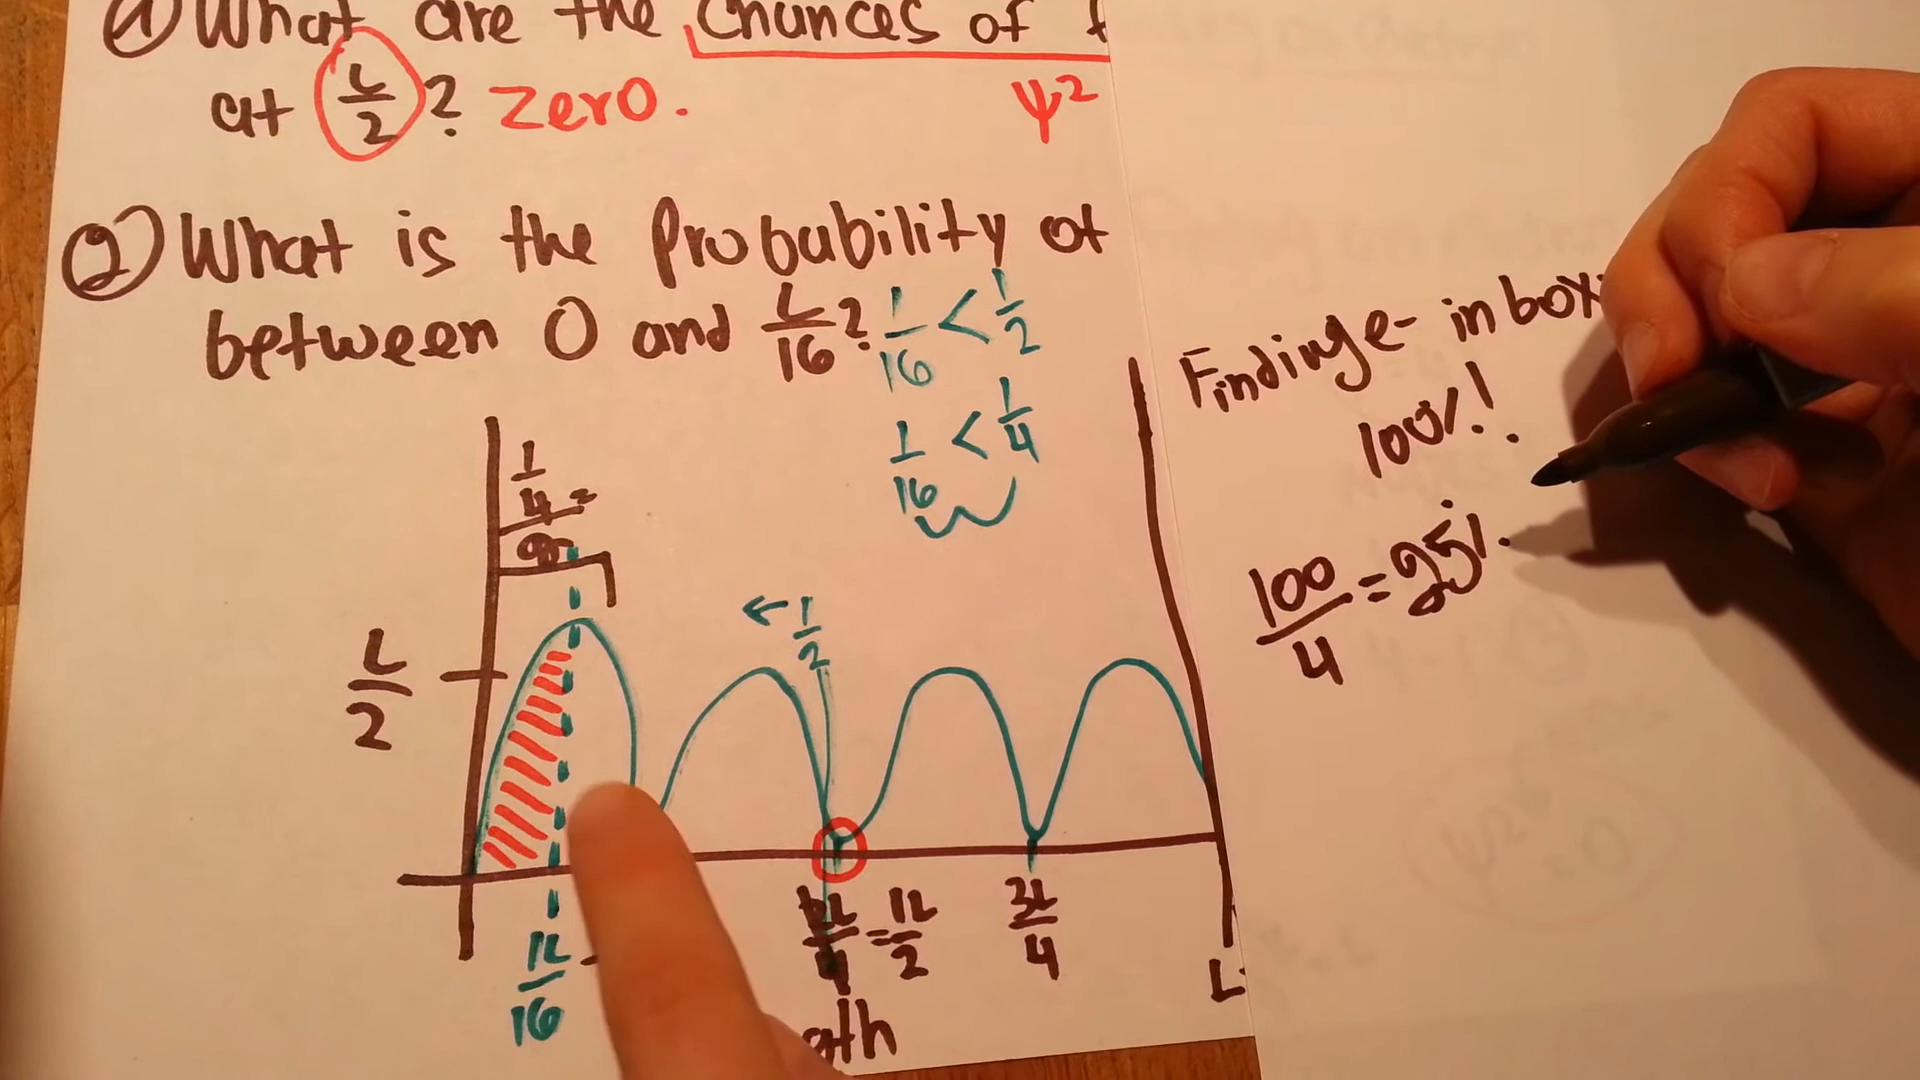 1) What are the Chances of
at L/2? Zero. ψ²
2) What is the Probability of
between 0 and L/16? 1/16 < 1/2
1/16 < 1/4
Finding e- in box
100%!
100/4 = 25%
1/4
← 1/2
L/2
= 1L/2
3L/4
L
1L/16